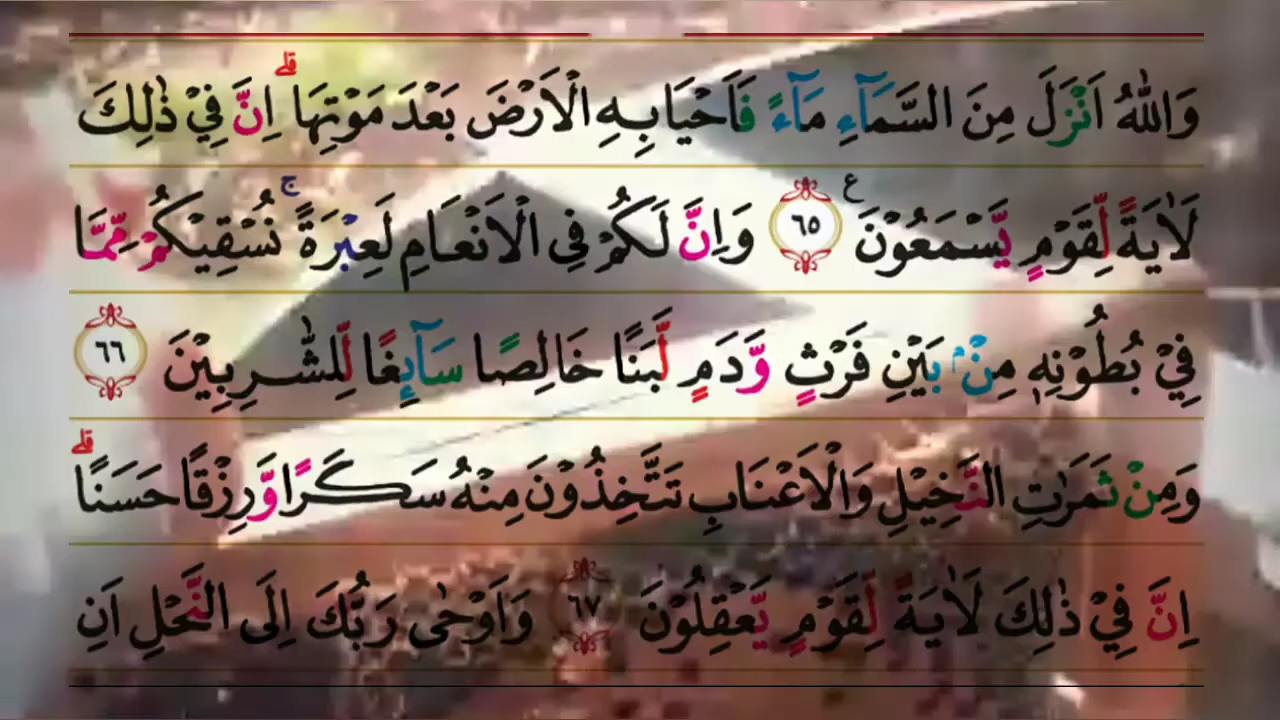 وَاللّٰهُ اَنْزَلَ مِنَ السَّمَآءِ مَآءً فَاَحْيَا بِهِ الْاَرْضَ بَعْدَ مَوْتِهَا ؕ اِنَّ فِيْ ذٰلِكَ
لَاٰيَةً لِّقَوْمٍ يَّسْمَعُوْنَ ع ٦٥ وَاِنَّ لَكُمْ فِي الْاَنْعَامِ لَعِبْرَةً ۚ نُسْقِيْكُمْ مِّمَّا
فِيْ بُطُوْنِهٖ مِنْۢ بَيْنِ فَرْثٍ وَّدَمٍ لَّبَنًا خَالِصًا سَآئِغًا لِّلشّٰرِبِيْنَ ٦٦
وَمِنْ ثَمَرٰتِ النَّخِيْلِ وَالْاَعْنَابِ تَتَّخِذُوْنَ مِنْهُ سَكَرًا وَّرِزْقًا حَسَنًا ؕ
اِنَّ فِيْ ذٰلِكَ لَاٰيَةً لِّقَوْمٍ يَّعْقِلُوْنَ ٦٧ وَاَوْحٰى رَبُّكَ اِلَى النَّحْلِ اَنِ